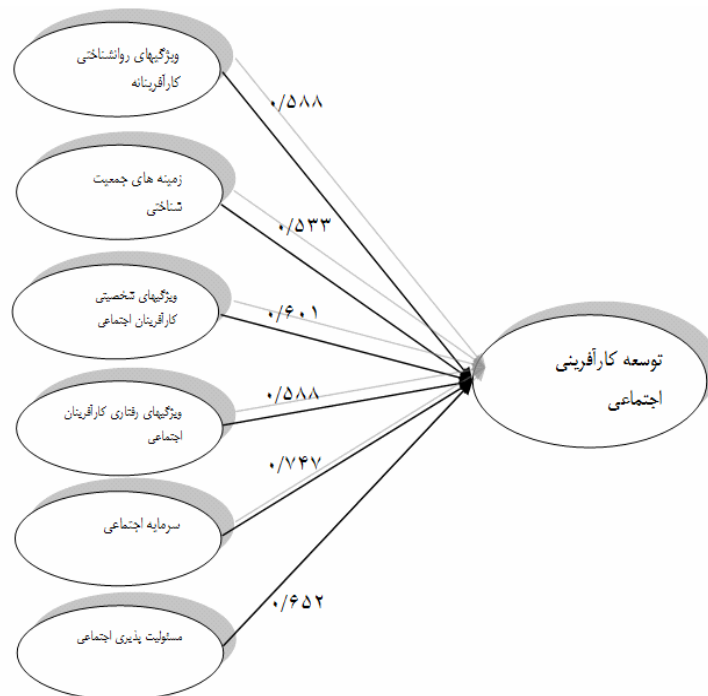 ویژگیهای روانشناختی
کارآفرینانه
۰/۵۸۸
زمینه های جمعیت
شناختی
۰/۵۳۳
ویژگیهای شخصیتی
کارآفرینان اجتماعی
۰/۶۰۱
توسعه کارآفرینی
اجتماعی
ویژگیهای رفتاری کارآفرینان
اجتماعی
۰/۵۸۸
۰/۷۴۷
سرمایه اجتماعی
۰/۶۵۲
مسئولیت پذیری اجتماعی